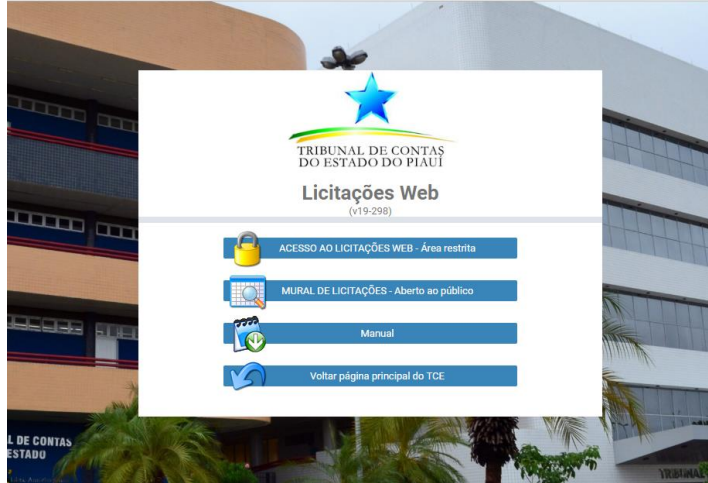 TRIBUNAL DE CONTAS
DO ESTADO DO PIAUÍ
Licitações Web
(v19-298)
ACESSO AO LICITAÇÕES WEB - Área restrita
MURAL DE LICITAÇÕES - Aberto ao público
Manual
Voltar página principal do TCE
L DE CONTAS
ESTADO
TRIBUNAL